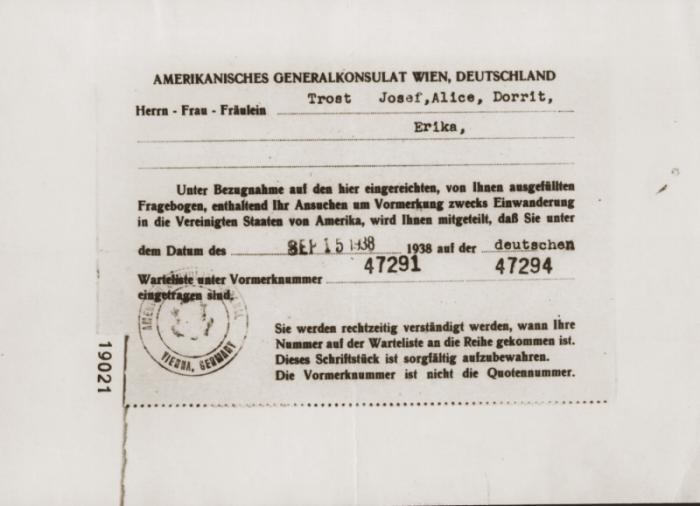 AMERIKANISCHES GENERALKONSULAT WIEN, DEUTSCHLAND
Herrn - Frau - Fräulein Trost Josef,Alice, Dorrit,
Erika,
Unter Bezugnahme auf den hier eingereichten, von Ihnen ausgefüllten
Fragebogen, enthaltend Ihr Ansuchen um Vormerkung zwecks Einwanderung
in die Vereinigten Staaten von Amerika, wird Ihnen mitgeteilt, daß Sie unter
dem Datum des SEP 15 1938 1938 auf der deutschen
Warteliste unter Vormerknummer 47291 47294
eingetragen sind.
Sie werden rechtzeitig verständigt werden, wann Ihre
Nummer auf der Warteliste an die Reihe gekommen ist.
Dieses Schriftstück ist sorgfältig aufzubewahren.
Die Vormerknummer ist nicht die Quotennummer.
VIENNA, GERMANY
19021